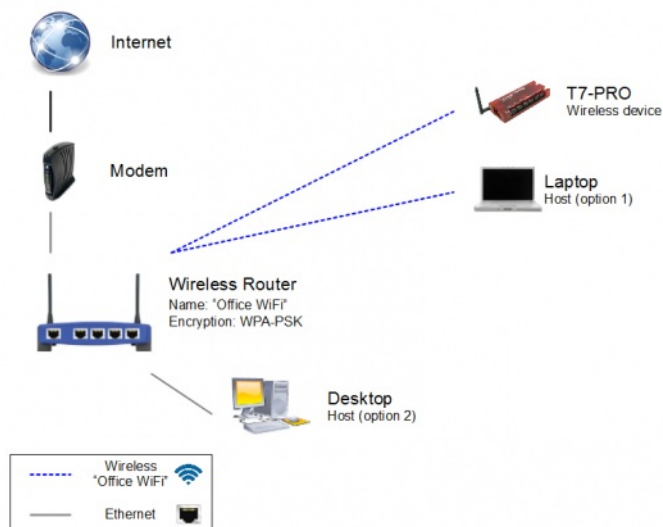 Internet
T7-PRO
Wireless device
Modem
Laptop
Host (option 1)
Wireless Router
Name: "Office WiFi"
Encryption: WPA-PSK
Desktop
Host (option 2)
Wireless
"Office WiFi"
Ethernet